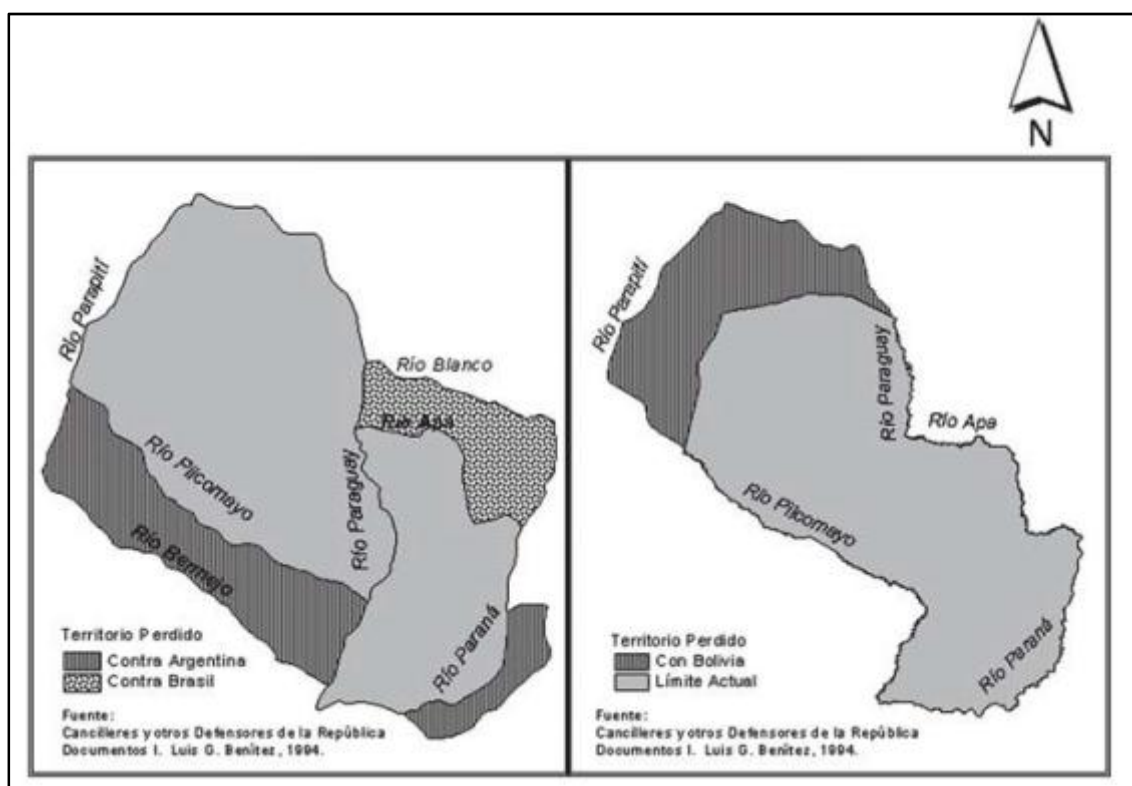 N
Río Parapití
Río Blanco
Río Apá
Río Pilcomayo
Río Paraguay
Río Bermejo
Río Paraná
Territorio Perdido
Contra Argentina
Contra Brasil
Fuente:
Cancilleres y otros Defensores de la República
Documentos I. Luis G. Benítez, 1994.
Río Parapití
Río Paraguay
Río Apa
Río Pilcomayo
Río Paraná
Territorio Perdido
Con Bolivia
Límite Actual
Fuente:
Cancilleres y otros Defensores de la República
Documentos I. Luis G. Benítez, 1994.